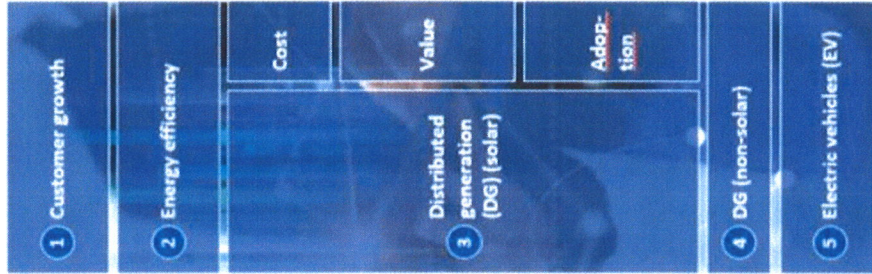 1 Customer growth
2 Energy efficiency
3 Distributed
generation
(DG) (solar)
Cost
Value
Adop-
tion
4 DG (non-solar)
5 Electric vehicles (EV)